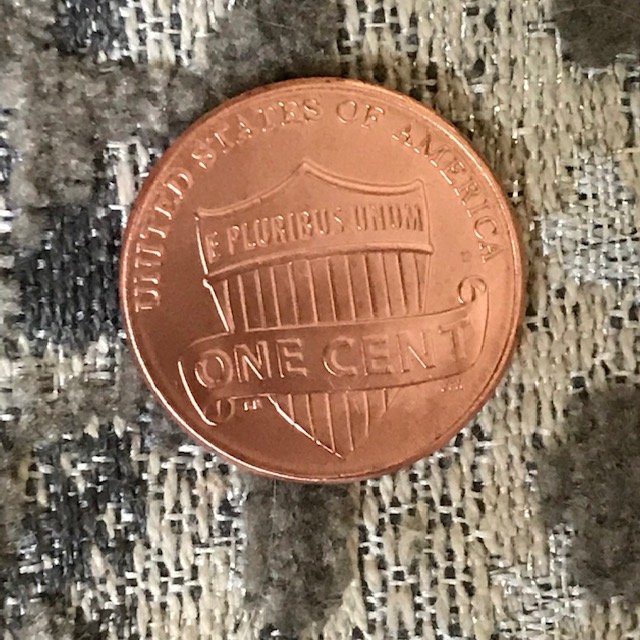 UNITED STATES OF AMERICA
E PLURIBUS UNUM
ONE CENT